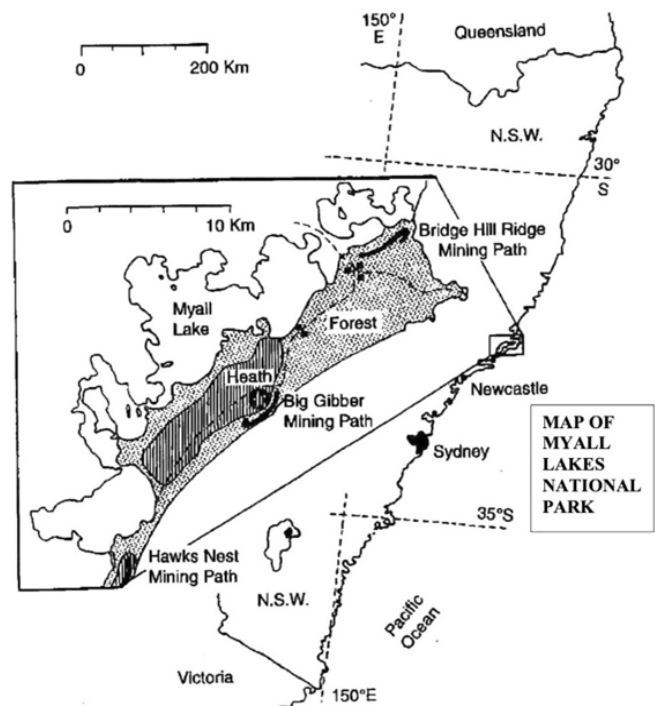 150°
E
Queensland
0
200 Km
N.S.W.
30°
S
0
10 Km
Bridge Hill Ridge
Mining Path
Myall
Lake
Forest
Heath
Big Gibber
Mining Path
Newcastle
Sydney
MAP OF
MYALL
LAKES
NATIONAL
PARK
35°S
Hawks Nest
Mining Path
N.S.W.
Pacific
Ocean
Victoria
150°E